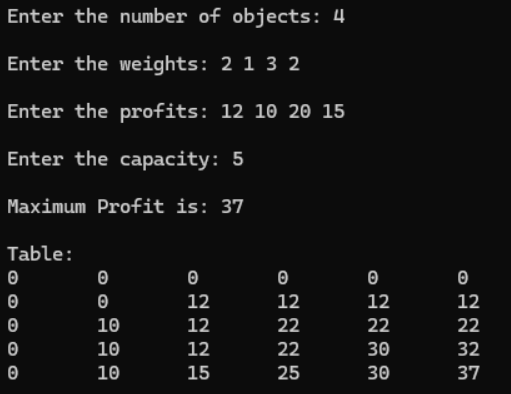 Enter the number of objects: 4
Enter the weights: 2 1 3 2
Enter the profits: 12 10 20 15
Enter the capacity: 5
Maximum Profit is: 37
Table:
0 0 0 0 0 0
0 0 12 12 12 12
0 10 12 22 22 22
0 10 12 22 30 32
0 10 15 25 30 37